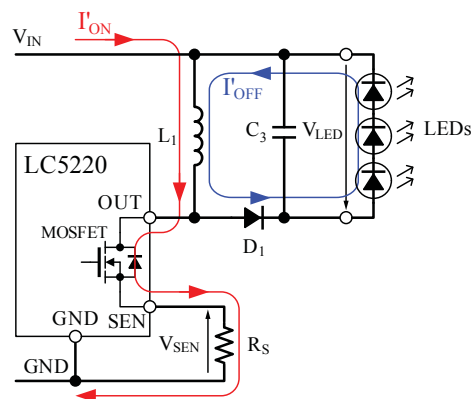 I'ON
VIN
I'OFF
L1
C3
VLED
LEDs
LC5220
OUT
MOSFET
D1
GND
SEN
GND
VSEN
RS